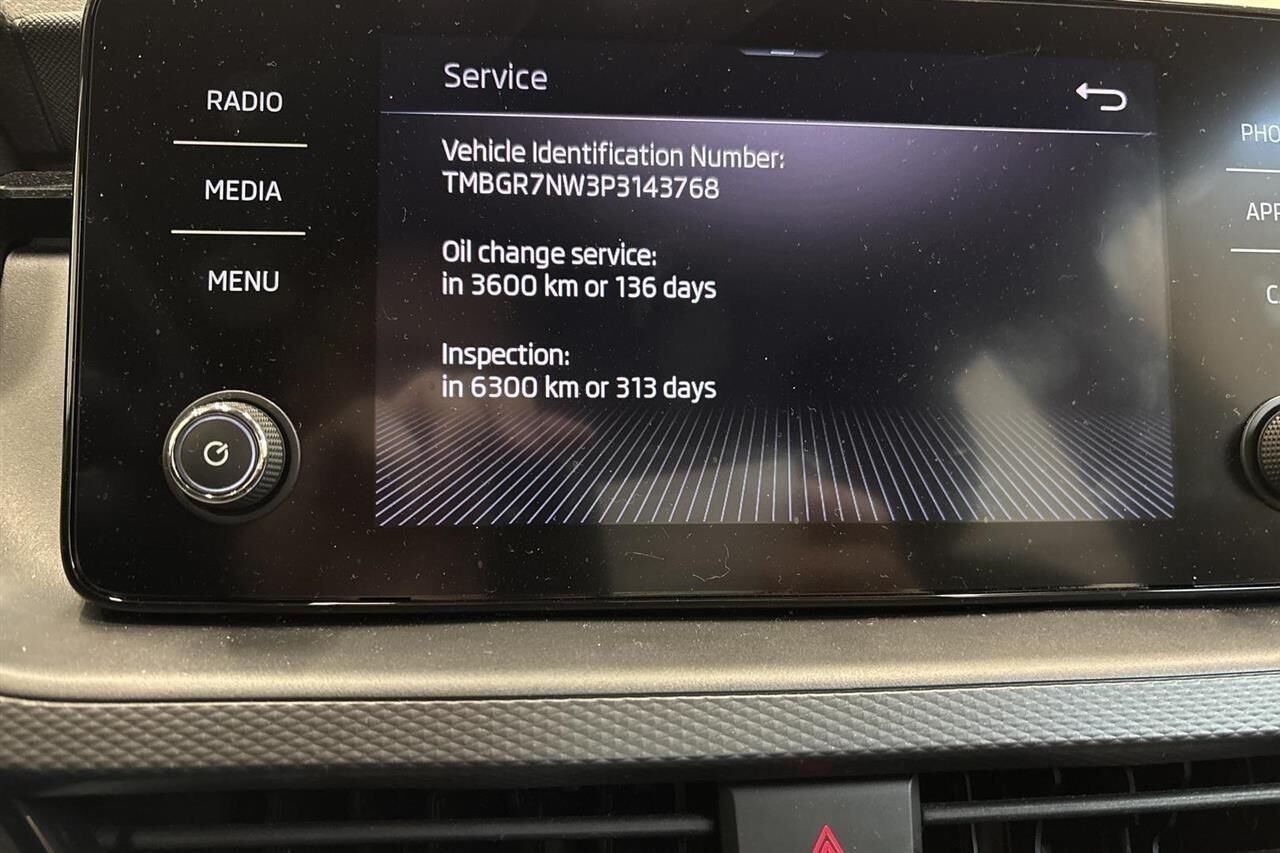 Service
RADIO
MEDIA
MENU
Vehicle Identification Number:
TMBGR7NW3P3143768
Oil change service:
in 3600 km or 136 days
Inspection:
in 6300 km or 313 days